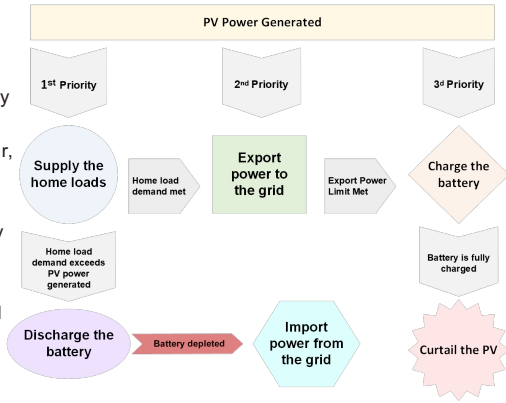 PV Power Generated
1st Priority
2nd Priority
3d Priority
y
r,
Supply the
home loads
Home load
demand met
Export
power to
the grid
Export Power
Limit Met
Charge the
battery
y
Home load
demand exceeds
PV power
generated
Battery is fully
charged
Discharge the
battery
Battery depleted
Import
power from
the grid
Curtail the PV